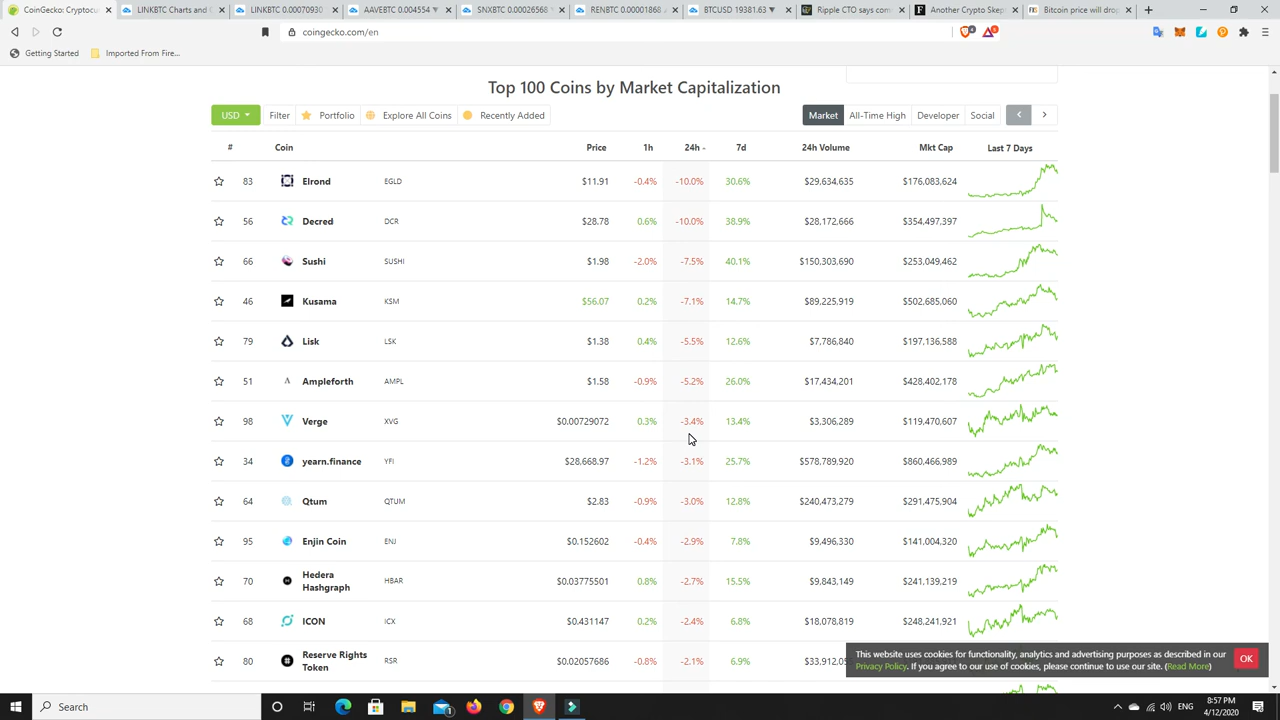 CoinGecko: Cryptocu
LINKBTC Charts and
LINKBTC 0.00070930
AAVEBTC 0.004554 ▼
SNXBTC 0.00026568 ▼
RENBTC 0.00001868
BTCUSD 19381.63 ▼
Ripple CTO says com
Another Crypto Skep
Bitcoin price will drop
coingecko.com/en
Getting Started
Imported From Fire...
Top 100 Coins by Market Capitalization
USD Filter Portfolio Explore All Coins Recently Added Market All-Time High Developer Social
# Coin Price 1h 24h 7d 24h Volume Mkt Cap Last 7 Days
83 Elrond EGLD $11.91 -0.4% -10.0% 30.6% $29,634,635 $176,083,624
56 Decred DCR $28.78 0.6% -10.0% 38.9% $28,172,666 $354,497,397
66 Sushi SUSHI $1.98 -2.0% -7.5% 40.1% $150,303,690 $253,049,462
46 Kusama KSM $56.07 0.2% -7.1% 14.7% $89,225,919 $502,685,060
79 Lisk LSK $1.38 0.4% -5.5% 12.6% $7,786,840 $197,136,588
51 Ampleforth AMPL $1.58 -0.9% -5.2% 26.0% $17,434,201 $428,402,178
98 Verge XVG $0.00729072 0.3% -3.4% 13.4% $3,306,289 $119,470,607
34 yearn.finance YFI $28,668.97 -1.2% -3.1% 25.7% $578,789,920 $860,466,989
64 Qtum QTUM $2.83 -0.9% -3.0% 12.8% $240,473,279 $291,475,904
95 Enjin Coin ENJ $0.152602 -0.4% -2.9% 7.8% $9,496,330 $141,004,320
70 Hedera Hashgraph HBAR $0.03775501 0.8% -2.7% 15.5% $9,843,149 $241,139,219
68 ICON ICX $0.431147 0.2% -2.4% 6.8% $18,078,819 $248,241,921
80 Reserve Rights Token RSR $0.02057686 -0.8% -2.1% 6.9% $33,912,0
This website uses cookies for functionality, analytics and advertising purposes as described in our
Privacy Policy. If you agree to our use of cookies, please continue to use our site. (Read More)
OK
Search
8:57 PM
4/12/2020